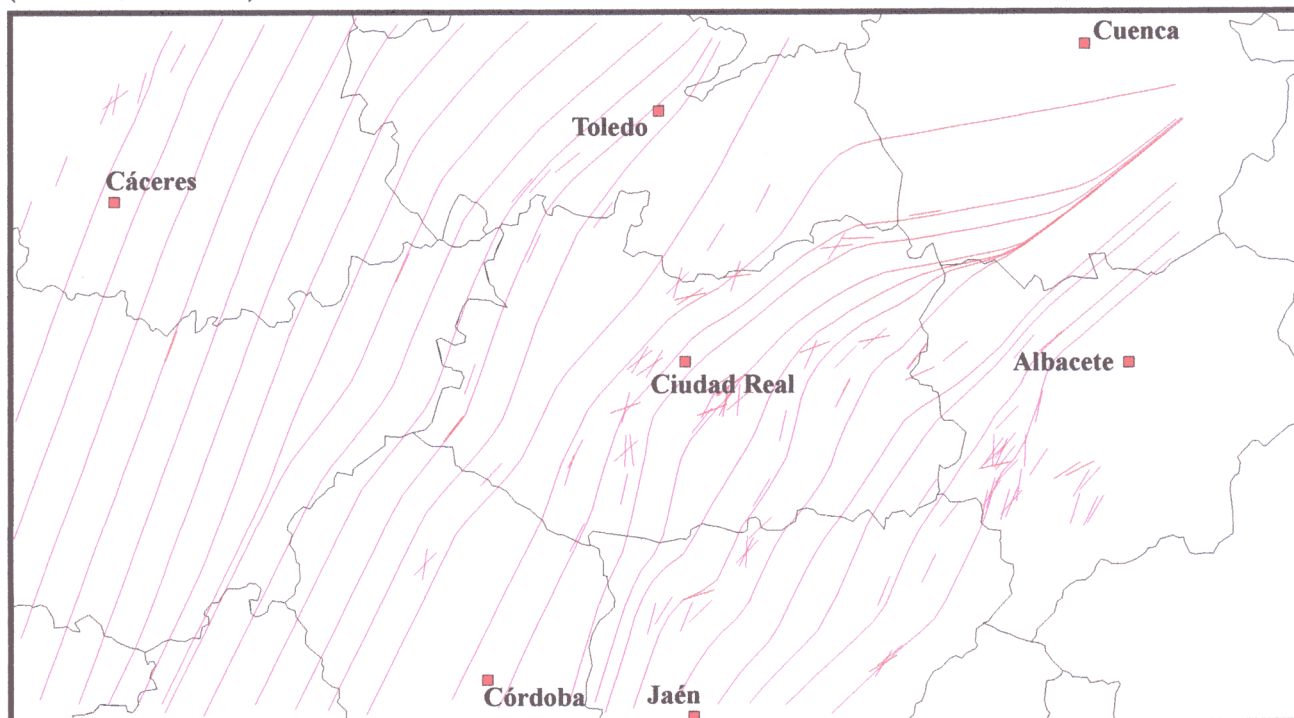 Cuenca
Toledo
Cáceres
Albacete
Ciudad Real
Córdoba
Jaén